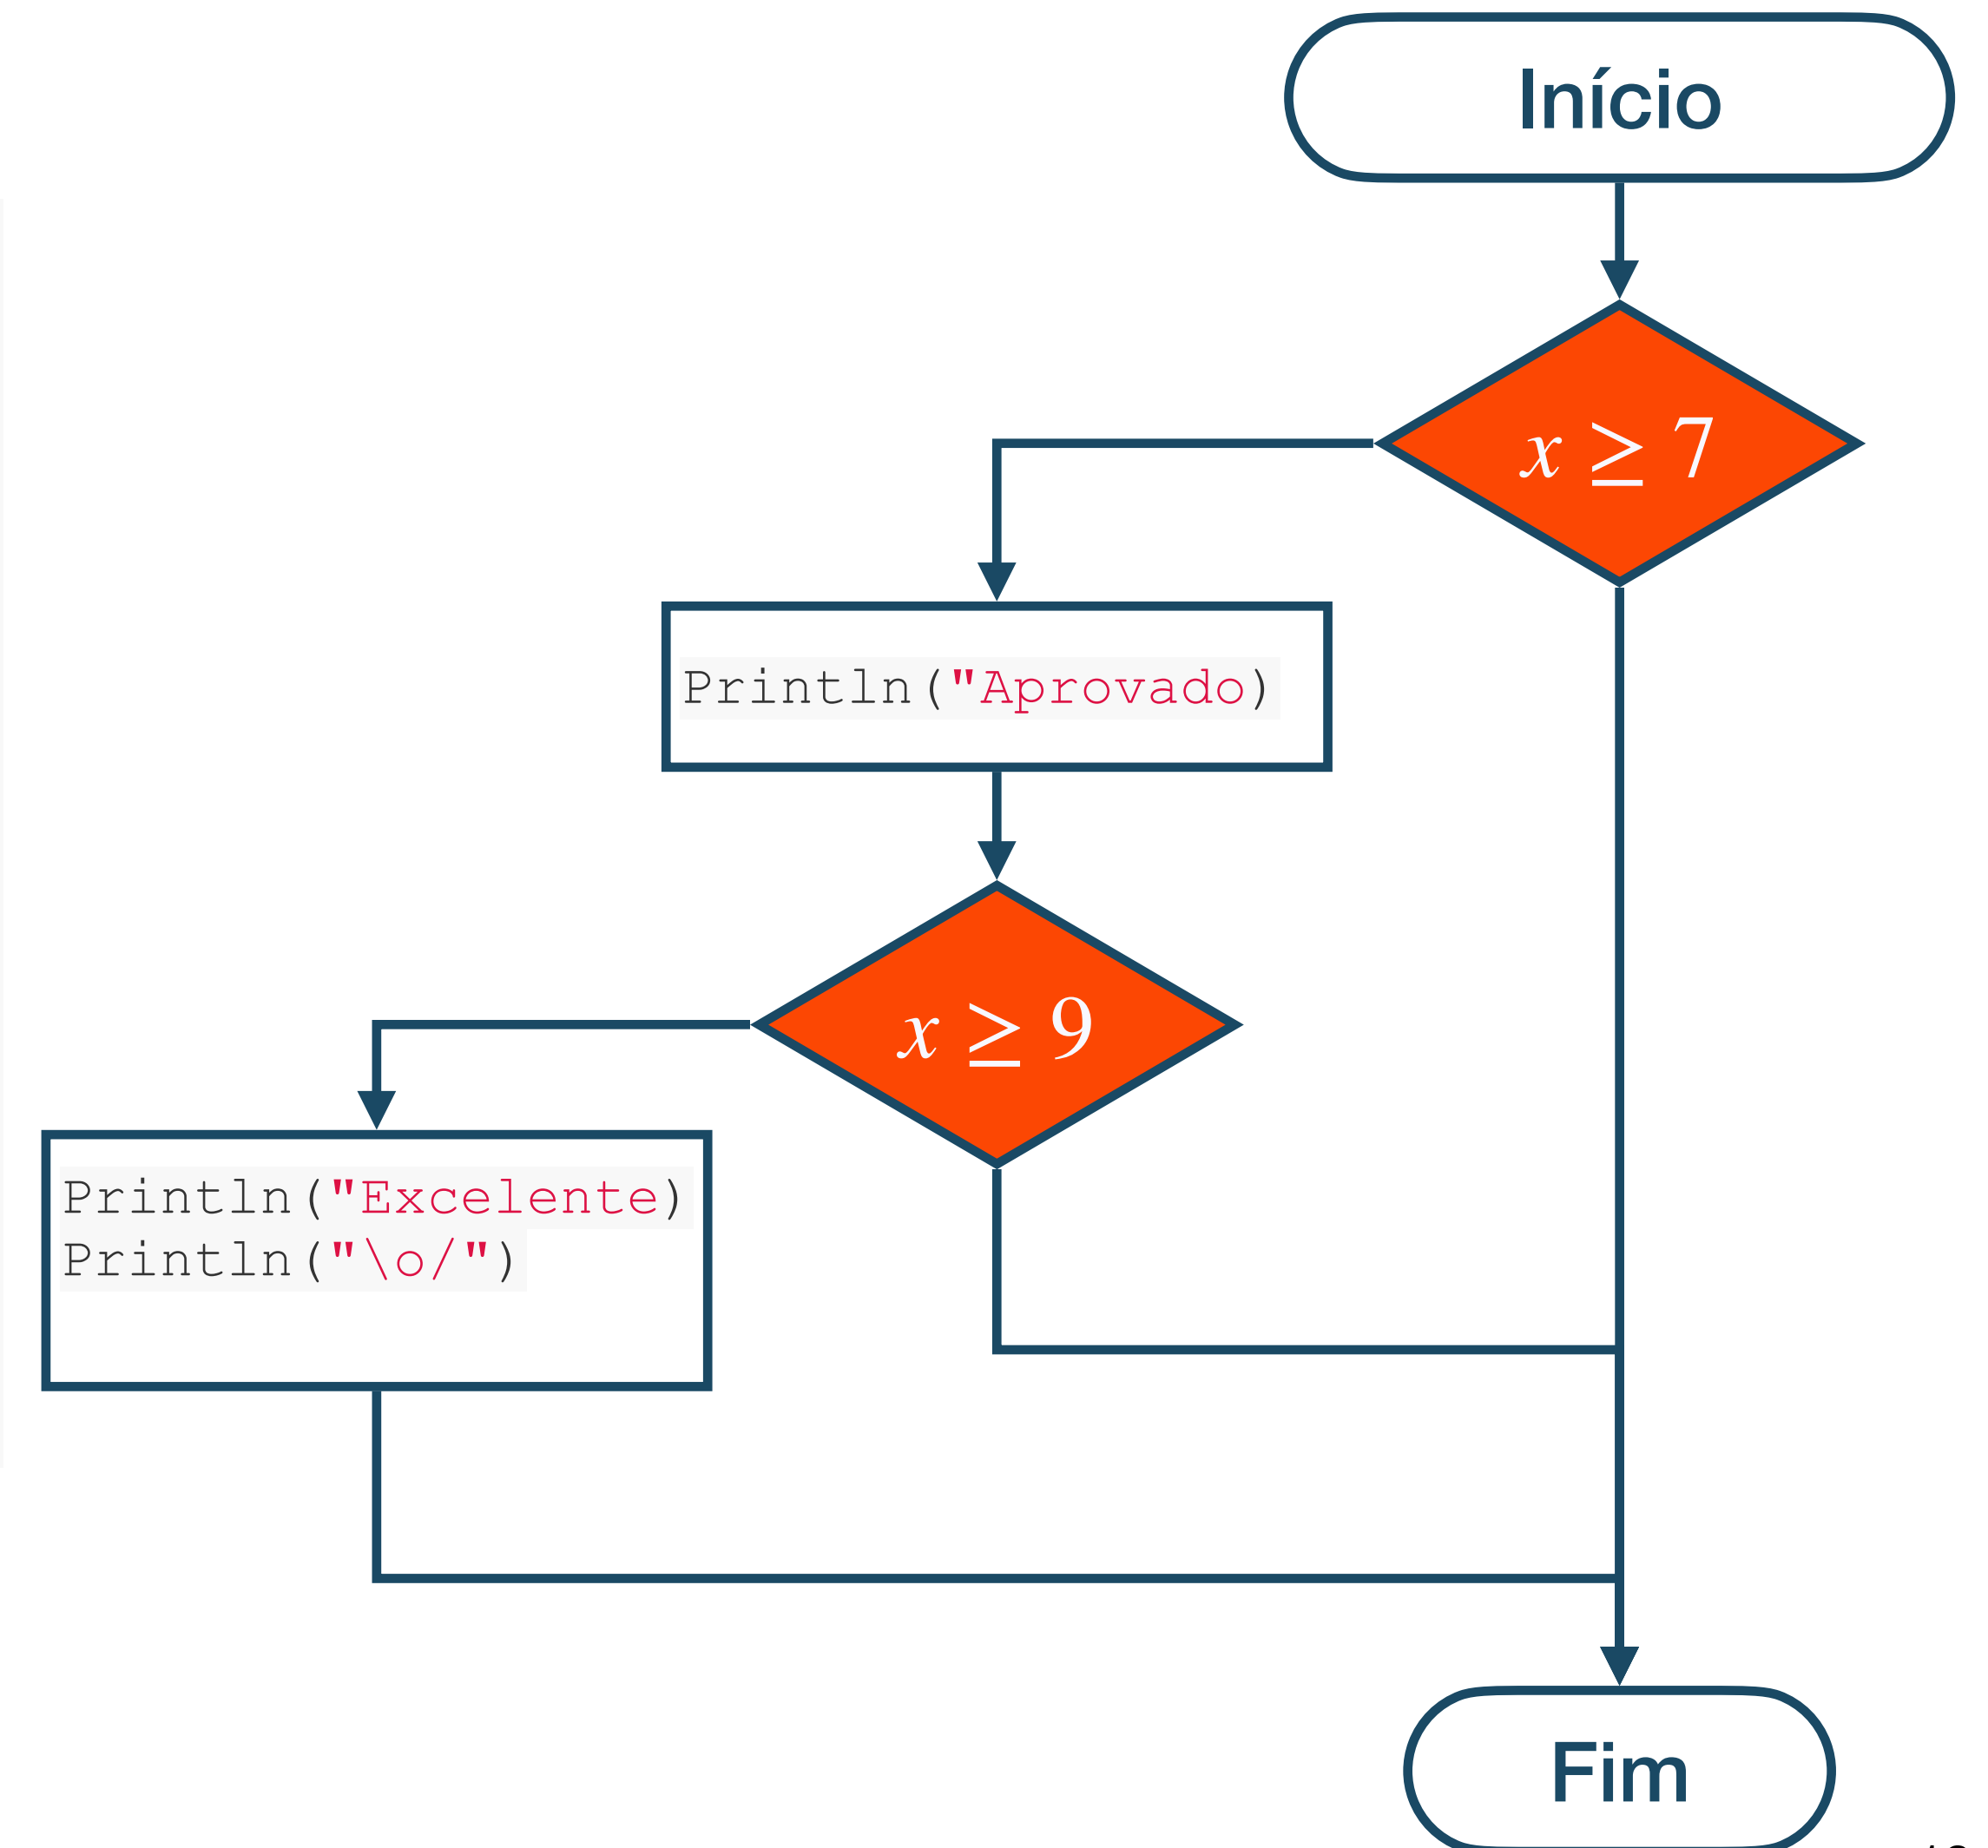 Início
x ≥ 7
Println("Aprovado)
x ≥ 9
Println("Excelente)
Println("\o/")
Fim